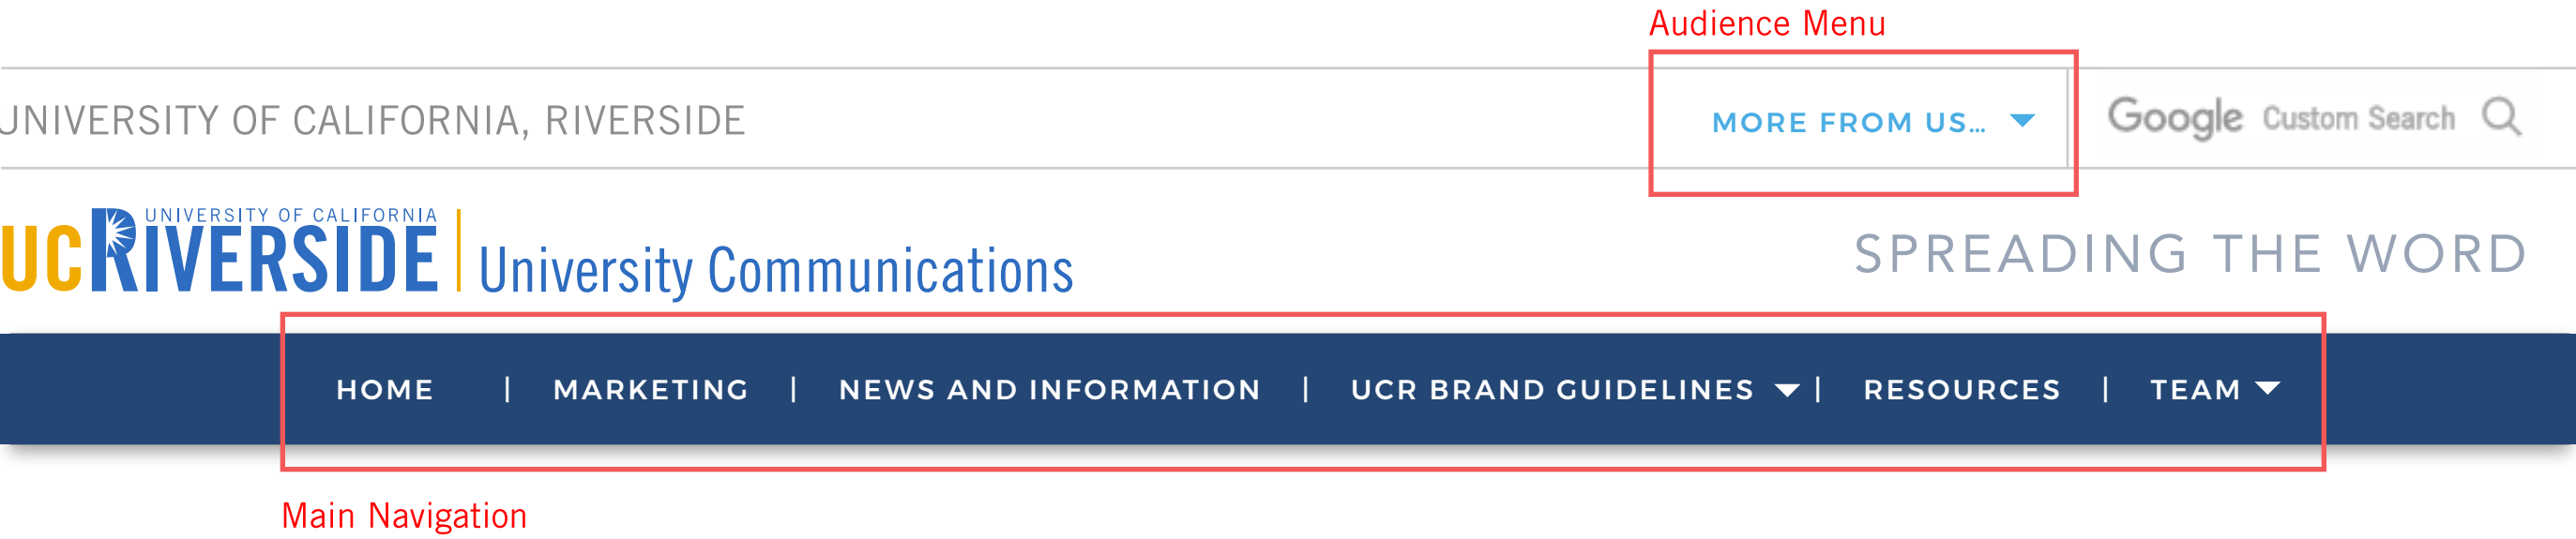 Audience Menu
UNIVERSITY OF CALIFORNIA, RIVERSIDE
MORE FROM US...
Google Custom Search
UNIVERSITY OF CALIFORNIA
UCRIVERSIDE | University Communications
SPREADING THE WORD
HOME | MARKETING | NEWS AND INFORMATION | UCR BRAND GUIDELINES | RESOURCES | TEAM
Main Navigation